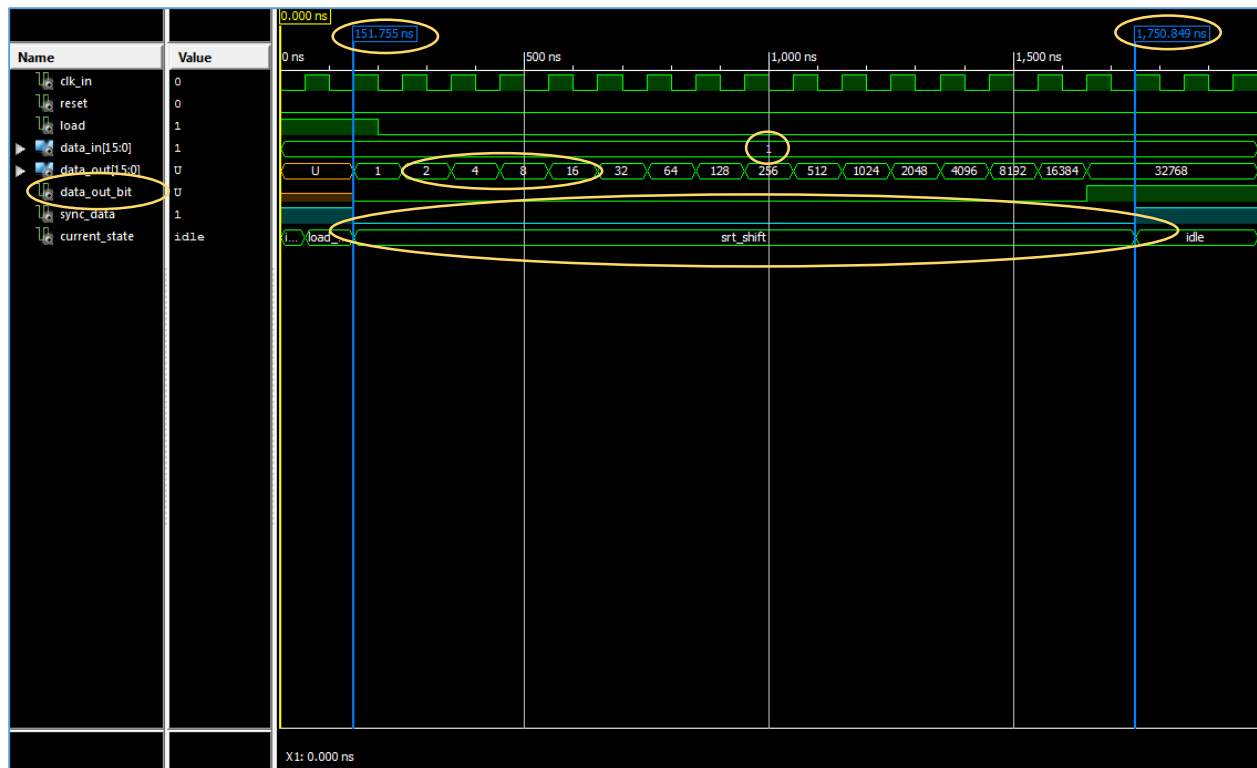 0.000 ns
151.755 ns 1,750.849 ns
Name Value 0 ns 500 ns 1,000 ns 1,500 ns
clk_in 0
reset 0
load 1
data_in[15:0] 1 1
data_out[15:0] U U 1 2 4 8 16 32 64 128 256 512 1024 2048 4096 8192 16384 32768
data_out_bit U
sync_data 1
current_state idle i... load_... srt_shift idle
X1: 0.000 ns